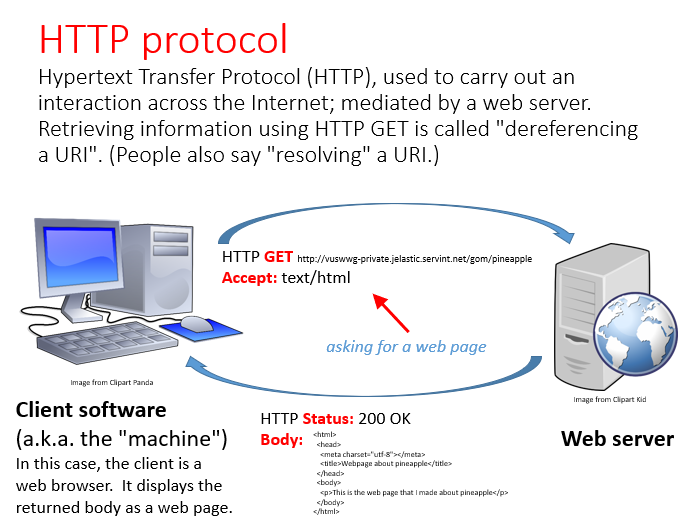 HTTP protocol
Hypertext Transfer Protocol (HTTP), used to carry out an
interaction across the Internet; mediated by a web server.
Retrieving information using HTTP GET is called "dereferencing
a URI". (People also say "resolving" a URI.)
HTTP GET http://vuswwg-private.jelastic.servint.net/gom/pineapple
Accept: text/html
asking for a web page
Image from Clipart Panda
Image from Clipart Kid
Client software
(a.k.a. the "machine")
In this case, the client is a
web browser.  It displays the
returned body as a web page.
HTTP Status: 200 OK
Body:
<html>
<head>
<meta charset="utf-8"></meta>
<title>Webpage about pineapple</title>
</head>
<body>
<p>This is the web page that I made about pineapple</p>
</body>
</html>
Web server